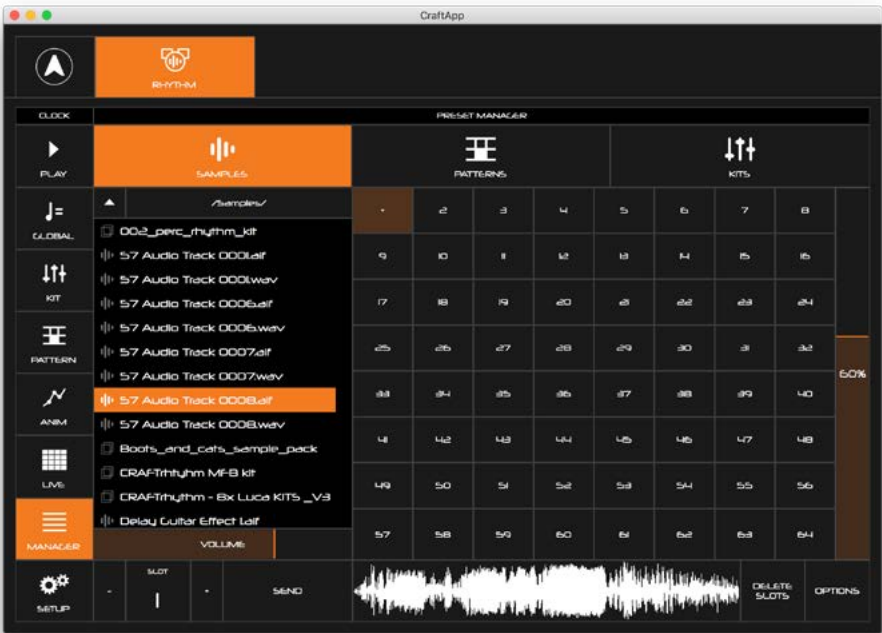 CraftApp
RHYTHM
CLOCK
PRESET MANAGER
PLAY
SAMPLES
PATTERNS
KITS
GLOBAL
KIT
PATTERN
ANIM
LIVE
MANAGER
SETUP
/samples/
002_perc_rhythm_kit
57 Audio Track 0001.aif
57 Audio Track 0001.wav
57 Audio Track 0006.aif
57 Audio Track 0006.wav
57 Audio Track 0007.aif
57 Audio Track 0007.wav
57 Audio Track 0008.aif
57 Audio Track 0008.wav
Boots_and_cats_sample_pack
CRAFTrhtyhm MFB kit
CRAFTrhythm - 8x Luca KITS _V3
Delay Guitar Effect 1.aif
VOLUME
2 3 4 5 6 7 8
9 10 11 12 13 14 15 16
17 18 19 20 21 22 23 24
25 26 27 28 29 30 31 32
33 34 35 36 37 38 39 40
41 42 43 44 45 46 47 48
49 50 51 52 53 54 55 56
57 58 59 60 61 62 63 64
60%
- SLOT
1
SEND
DELETE
SLOTS
OPTIONS